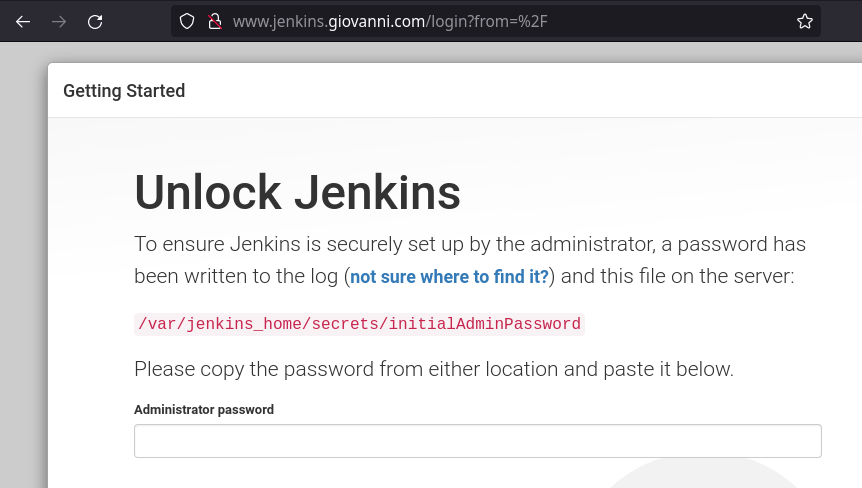 www.jenkins.giovanni.com/login?from=%2F
Getting Started
Unlock Jenkins
To ensure Jenkins is securely set up by the administrator, a password has
been written to the log (not sure where to find it?) and this file on the server:
/var/jenkins_home/secrets/initialAdminPassword
Please copy the password from either location and paste it below.
Administrator password